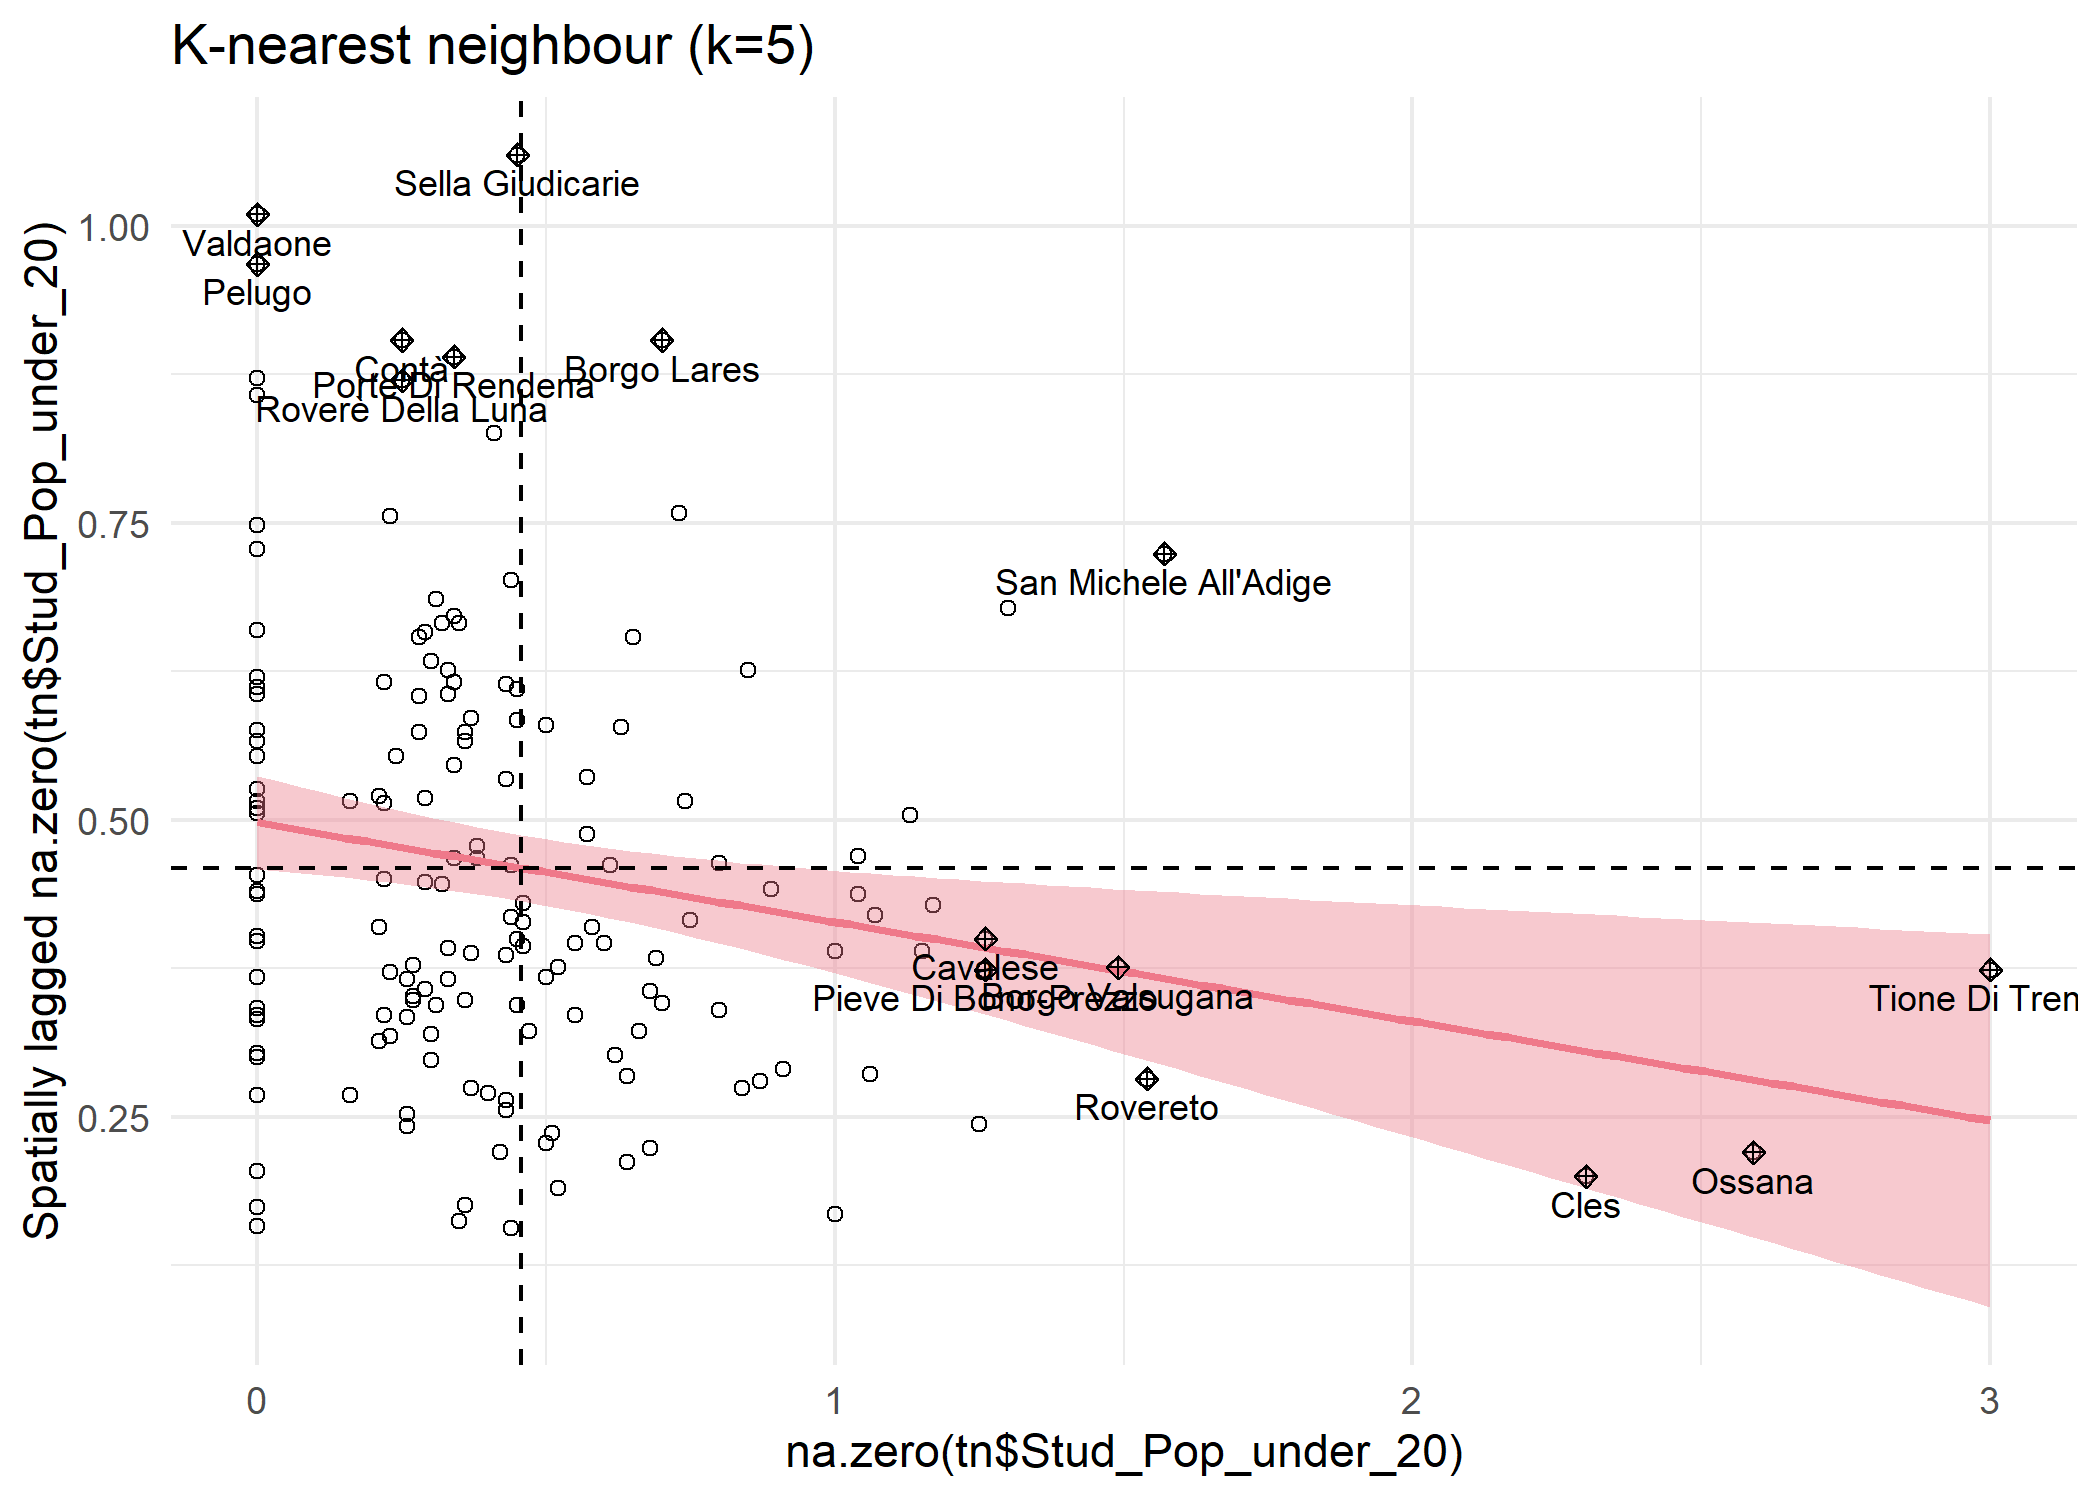 K-nearest neighbour (k=5)
Spatially lagged na.zero(tn$Stud_Pop_under_20)
1.00
0.75
0.50
0.25
Sella Giudicarie
Valdaone
Pelugo
Contà
Borgo Lares
Porte Di Rendena
Roverè Della Luna
San Michele All'Adige
Cavalese
Pieve Di Bono-Prezzo
Borgo Valsugana
Tione Di Tren
Rovereto
Ossana
Cles
0
1
2
3
na.zero(tn$Stud_Pop_under_20)